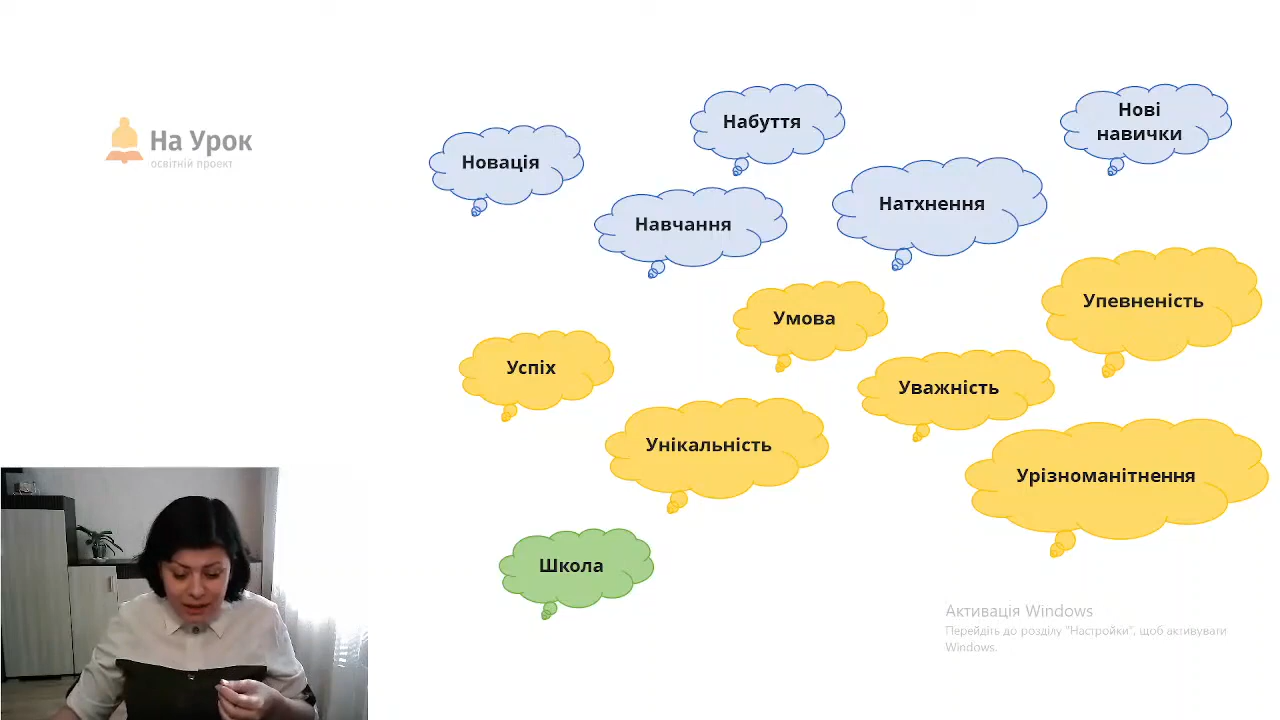 На Урок
освітній проект
Новація
Набуття
Нові
навички
Навчання
Натхнення
Успіх
Умова
Упевненість
Уважність
Унікальність
Урізноманітнення
Школа
Активація Windows
Перейдіть до розділу "Настройки", щоб активувати
Windows.